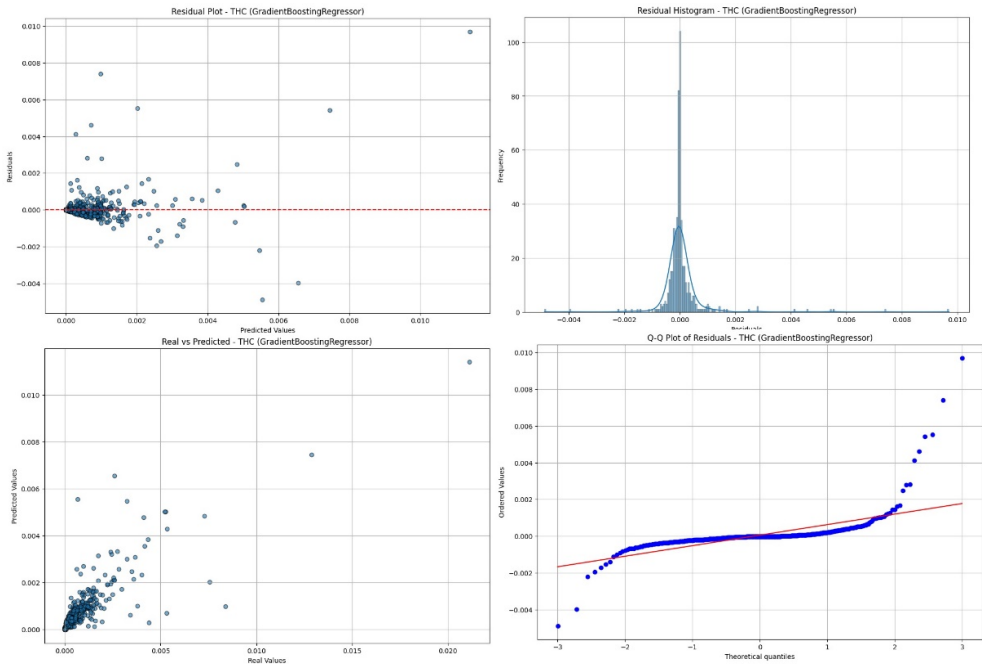 Residual Plot - THC (GradientBoostingRegressor)
0.010
0.008
0.006
0.004
0.002
0.000
−0.002
−0.004
Residuals
0.000 0.002 0.004 0.006 0.008 0.010
Predicted Values
Residual Histogram - THC (GradientBoostingRegressor)
100
80
60
40
20
0
Frequency
−0.004 −0.002 0.000 0.002 0.004 0.006 0.008 0.010
Residuals
Real vs Predicted - THC (GradientBoostingRegressor)
0.010
0.008
0.006
0.004
0.002
0.000
Predicted Values
0.000 0.005 0.010 0.015 0.020
Real Values
Q-Q Plot of Residuals - THC (GradientBoostingRegressor)
0.010
0.008
0.006
0.004
0.002
0.000
−0.002
−0.004
Ordered Values
−3 −2 −1 0 1 2 3
Theoretical quantiles